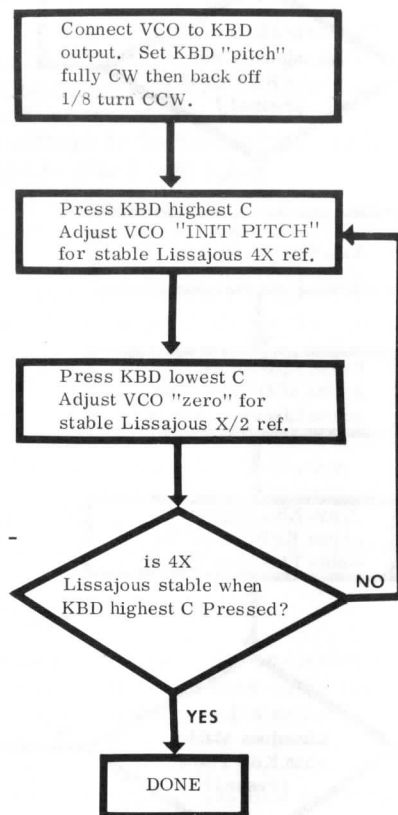 Connect VCO to KBD
output. Set KBD "pitch"
fully CW then back off
1/8 turn CCW.
Press KBD highest C
Adjust VCO "INIT PITCH"
for stable Lissajous 4X ref.
Press KBD lowest C
Adjust VCO "zero" for
stable Lissajous X/2 ref.
is 4X
Lissajous stable when
KBD highest C Pressed?
NO
YES
DONE